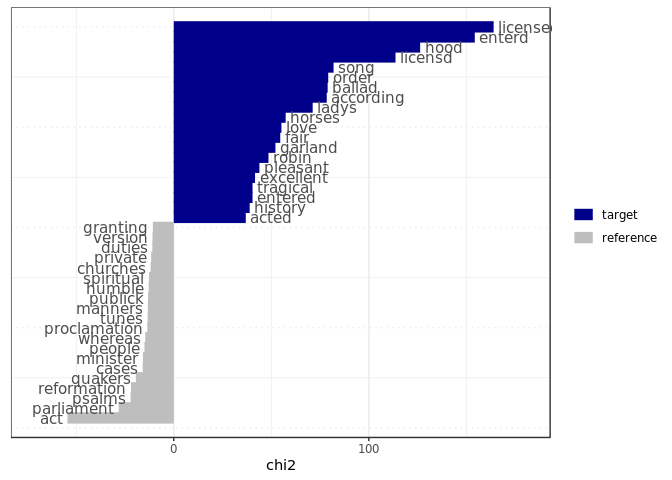 license
enterd
hood
licensd
song
order
ballad
according
ladys
horses
love
fair
garland
robin
pleasant
excellent
tragical
entered
history
acted
granting
version
duties
private
churches
spiritual
humble
publick
manners
tunes
proclamation
whereas
people
minister
cases
quakers
reformation
psalms
parliament
act
target
reference
0 100
chi2